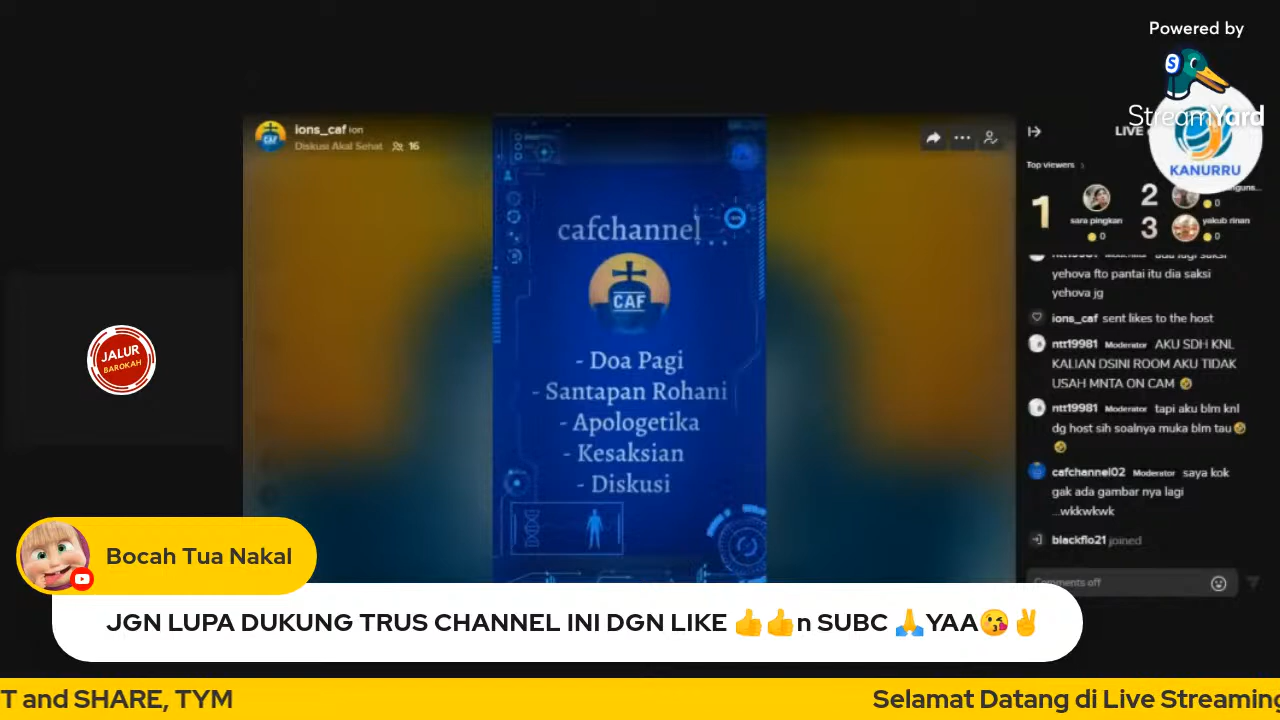 Powered by
StreamYard
KANURRU
ions_caf ion
Diskusi Akal Sehat 16
LIVE
Top viewers
1
sara pingkan
0
2
0
3
yakub rinan
0
cafchannel
CAF
- Doa Pagi
- Santapan Rohani
- Apologetika
- Kesaksian
- Diskusi
JALUR
BAROKAH
yehova fto pantai itu dia saksi
yehova jg
ions_caf sent likes to the host
ntt19981 Moderator AKU SDH KNL
KALIAN DSINI ROOM AKU TIDAK
USAH MNTA ON CAM 🤣
ntt19981 Moderator tapi aku blm knl
dg host sih soalnya muka blm tau🤣
🤣
cafchannel02 Moderator saya kok
gak ada gambar nya lagi
...wkkwkwk
blackflo21 joined
Comments off
Bocah Tua Nakal
JGN LUPA DUKUNG TRUS CHANNEL INI DGN LIKE 👍👍n SUBC 🙏YAA😘✌
T and SHARE, TYM
Selamat Datang di Live Streaming